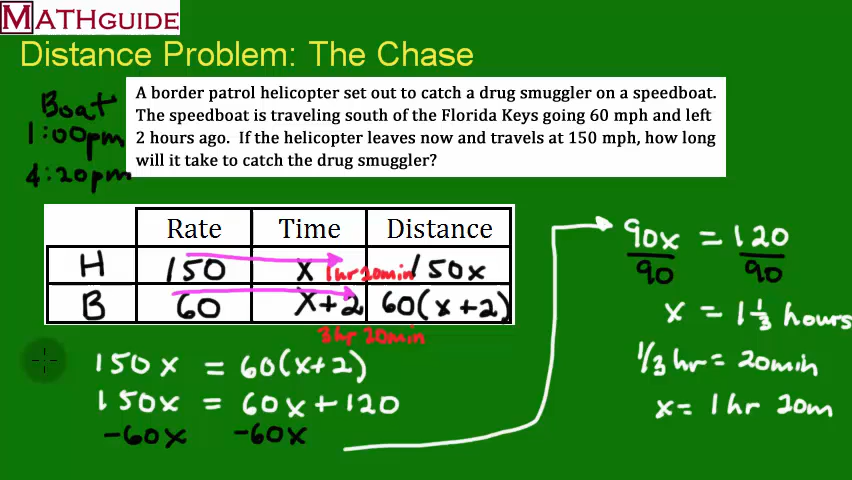 MATHGUIDE
Distance Problem: The Chase
A border patrol helicopter set out to catch a drug smuggler on a speedboat.
The speedboat is traveling south of the Florida Keys going 60 mph and left
2 hours ago. If the helicopter leaves now and travels at 150 mph, how long
will it take to catch the drug smuggler?
Boat
1:00pm
4:20pm
Rate Time Distance
H 150 x 1hr 20min 150x
B 60 x+2 60(x+2)
3hr 20min
150x = 60(x+2)
150x = 60x+120
-60x -60x
90x = 120
90 90
x = 1 1/3 hours
1/3 hr = 20min
x= 1hr 20m